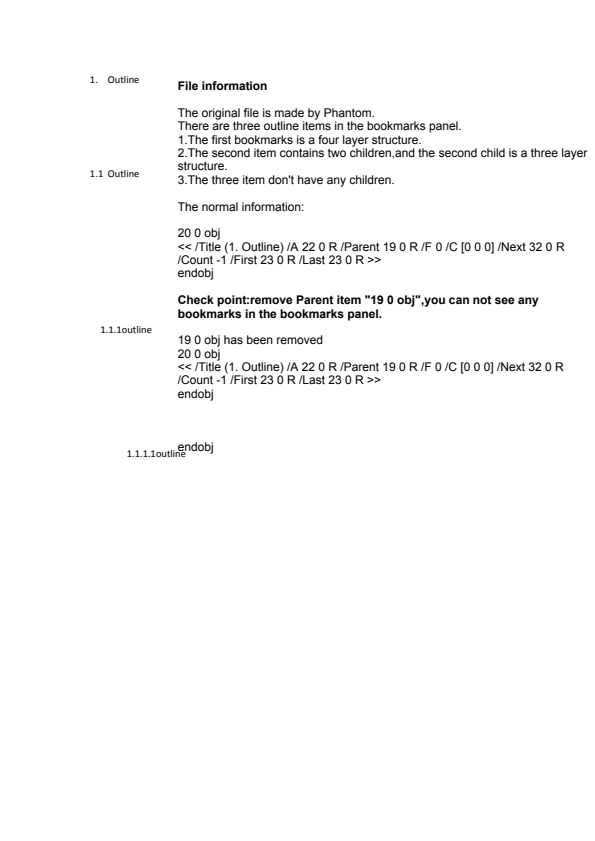 1. Outline
File information
The original file is made by Phantom.
There are three outline items in the bookmarks panel.
1.The first bookmarks is a four layer structure.
2.The second item contains two children,and the second child is a three layer
structure.
1.1 Outline
3.The three item don't have any children.
The normal information:
20 0 obj
<< /Title (1. Outline) /A 22 0 R /Parent 19 0 R /F 0 /C [0 0 0] /Next 32 0 R
/Count -1 /First 23 0 R /Last 23 0 R >>
endobj
Check point:remove Parent item "19 0 obj",you can not see any
bookmarks in the bookmarks panel.
1.1.1outline
19 0 obj has been removed
20 0 obj
<< /Title (1. Outline) /A 22 0 R /Parent 19 0 R /F 0 /C [0 0 0] /Next 32 0 R
/Count -1 /First 23 0 R /Last 23 0 R >>
endobj
endobj
1.1.1.1outline